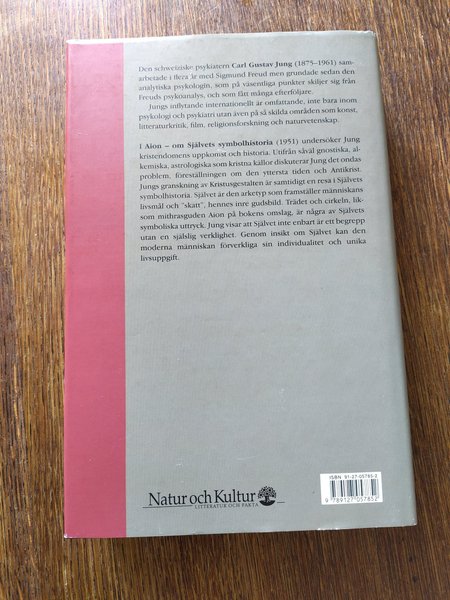 Den schweiziske psykiatern Carl Gustav Jung (1875–1961) sam-
arbetade i flera år med Sigmund Freud men grundade sedan den
analytiska psykologin, som på väsentliga punkter skiljer sig från
Freuds psykoanalys, och som fått många efterföljare.
Jungs inflytande internationellt är omfattande, inte bara inom
psykologi och psykiatri utan även på så skilda områden som konst,
litteraturkritik, film, religionsforskning och naturvetenskap.
I Aion – om Självets symbolhistoria (1951) undersöker Jung
kristendomens uppkomst och historia. Utifrån såväl gnostiska, al-
kemiska, astrologiska som kristna källor diskuterar Jung det ondas
problem, föreställningen om den yttersta tiden och Antikrist.
Jungs granskning av Kristusgestalten är samtidigt en resa i Självets
symbolhistoria. Självet är den arketyp som framställer människans
livsmål och "skatt", hennes inre gudsbild. Trädet och cirkeln, lik-
som mithrasguden Aion på bokens omslag, är några av Självets
symboliska uttryck. Jung visar att Självet inte enbart är ett begrepp
utan en själslig verklighet. Genom insikt om Självet kan den
moderna människan förverkliga sin individualitet och unika
livsuppgift.
ISBN 91-27-05785-2
9 789127 057852
Natur och Kultur
LITTERATUR OCH FAKTA